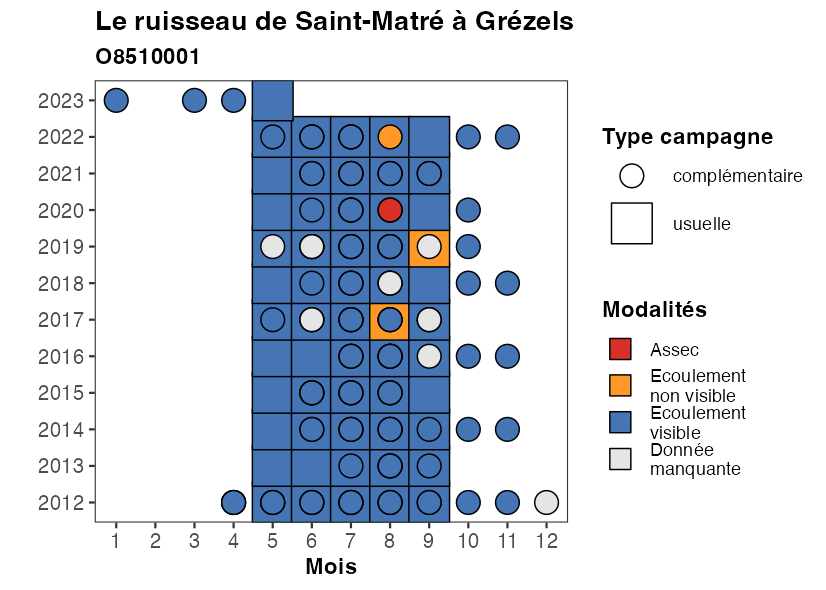 Le ruisseau de Saint-Matré à Grézels
O8510001
2023
2022
2021
2020
2019
2018
2017
2016
2015
2014
2013
2012
1 2 3 4 5 6 7 8 9 10 11 12
Mois
Type campagne
complémentaire
usuelle
Modalités
Assec
Ecoulement
non visible
Ecoulement
visible
Donnée
manquante